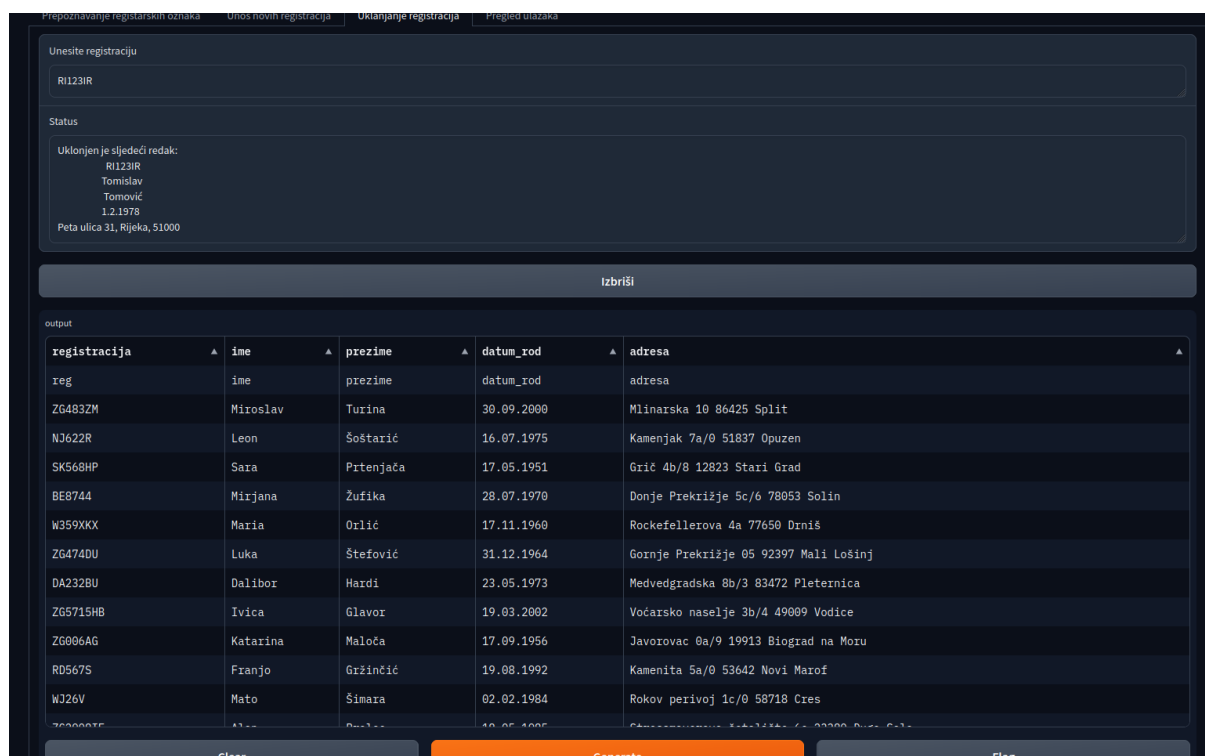 Prepoznavanje registarskih oznaka Unos novih registracija Uklanjanje registracija Pregled ulazaka
Unesite registraciju
RI123IR
Status
Uklonjen je sljedeći redak:
RI123IR
Tomislav
Tomović
1.2.1978
Peta ulica 31, Rijeka, 51000
Izbriši
output
registracija ▲ ime ▲ prezime ▲ datum_rod ▲ adresa ▲
reg ime prezime datum_rod adresa
ZG483ZM Miroslav Turina 30.09.2000 Mlinarska 10 86425 Split
NJ622R Leon Šoštarić 16.07.1975 Kamenjak 7a/0 51837 Opuzen
SK568HP Sara Prtenjača 17.05.1951 Grič 4b/8 12823 Stari Grad
BE8744 Mirjana Žufika 28.07.1970 Donje Prekrižje 5c/6 78053 Solin
W359XKX Maria Orlić 17.11.1960 Rockefellerova 4a 77650 Drniš
ZG474DU Luka Štefović 31.12.1964 Gornje Prekrižje 05 92397 Mali Lošinj
DA232BU Dalibor Hardi 23.05.1973 Medvedgradska 8b/3 83472 Pleternica
ZG5715HB Ivica Glavor 19.03.2002 Voćarsko naselje 3b/4 49009 Vodice
ZG006AG Katarina Maloča 17.09.1956 Javorovac 0a/9 19913 Biograd na Moru
RD567S Franjo Gržinčić 19.08.1992 Kamenita 5a/0 53642 Novi Marof
WJ26V Mato Šimara 02.02.1984 Rokov perivoj 1c/0 58718 Cres
Clear Generate Flag